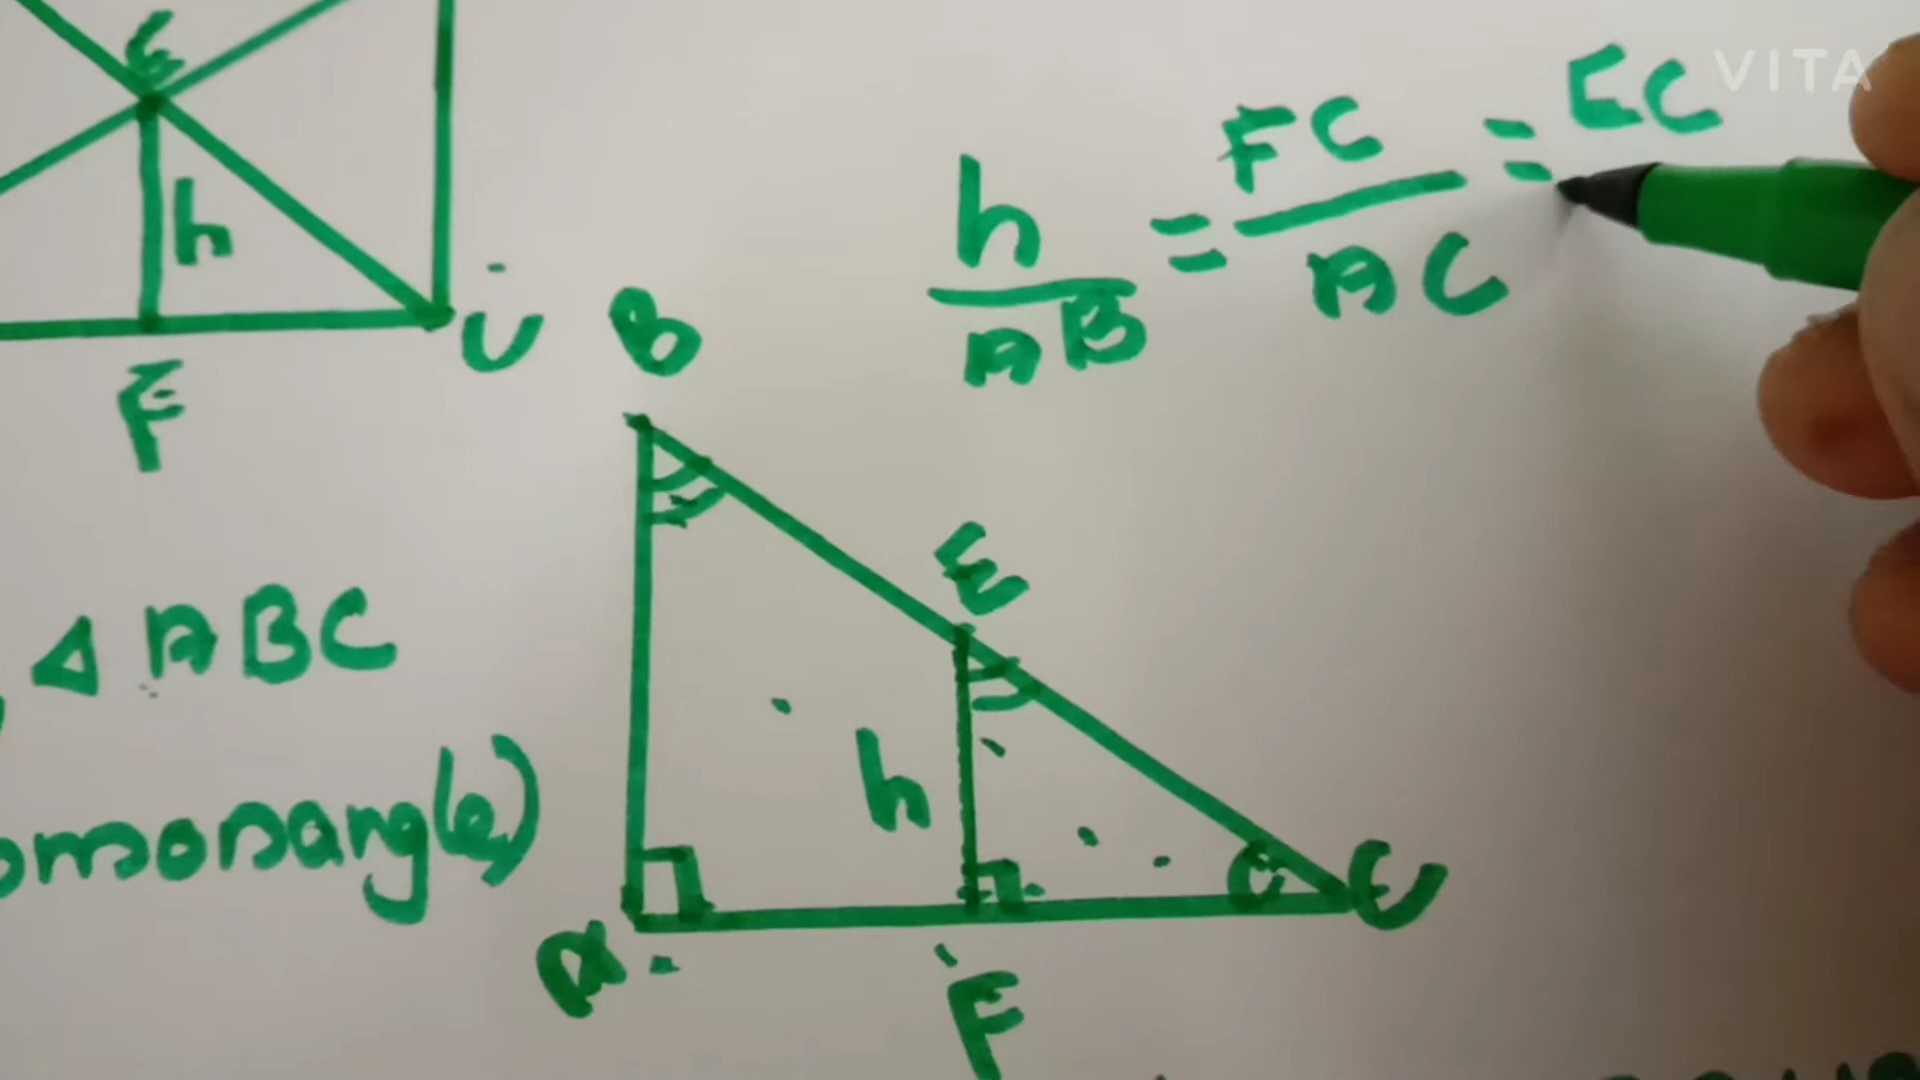 E
h
F
C
h/AB = FC/AC = EC
VITA
B
E
h
A
F
C
Δ ABC